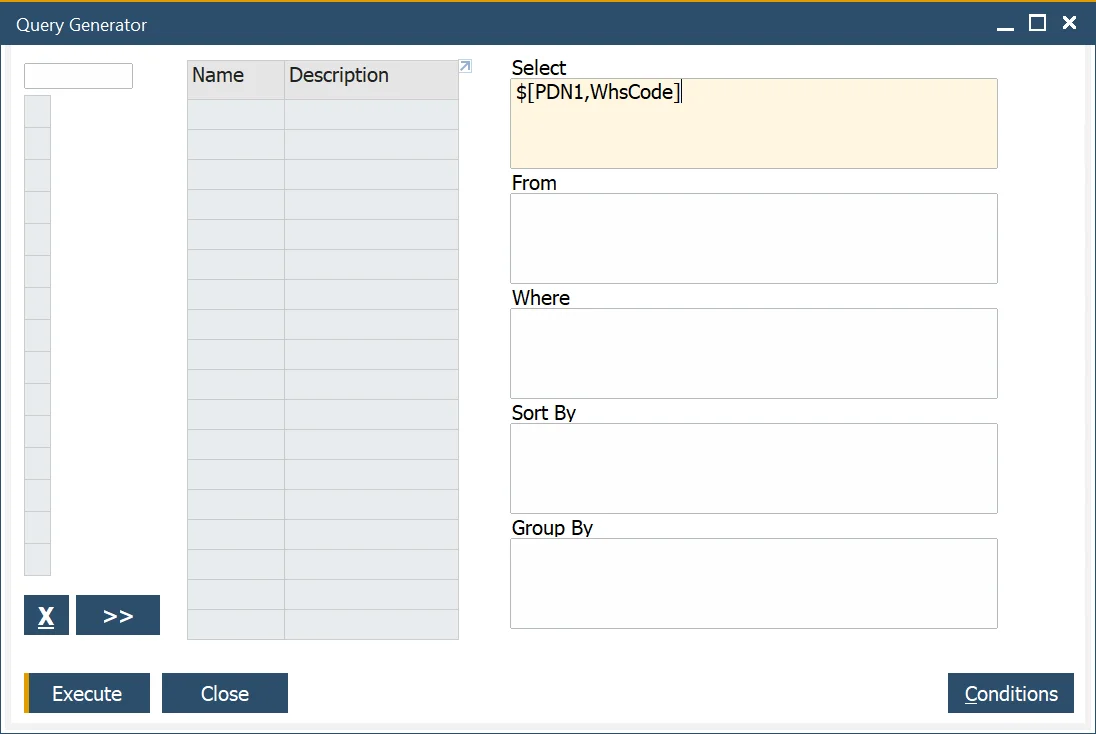 Query Generator
Name Description
Select
$[PDN1,WhsCode]
From
Where
Sort By
Group By
X >>
Execute Close Conditions